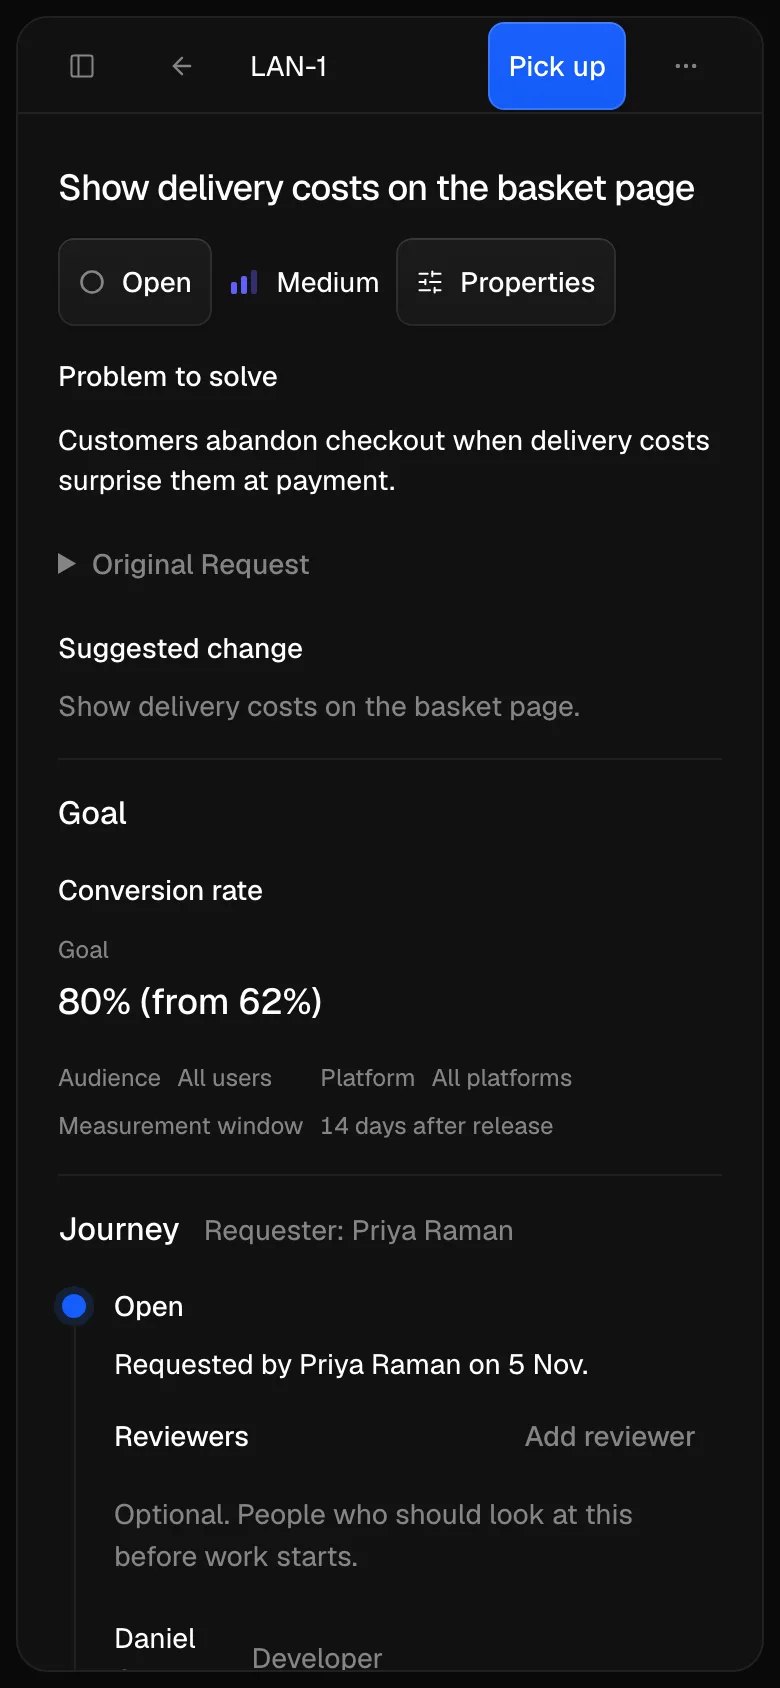 LAN-1
Pick up
Show delivery costs on the basket page
Open
Medium
Properties
Problem to solve
Customers abandon checkout when delivery costs
surprise them at payment.
Original Request
Suggested change
Show delivery costs on the basket page.
Goal
Conversion rate
Goal
80% (from 62%)
Audience All users Platform All platforms
Measurement window 14 days after release
Journey Requester: Priya Raman
Open
Requested by Priya Raman on 5 Nov.
Reviewers Add reviewer
Optional. People who should look at this
before work starts.
Daniel
Developer